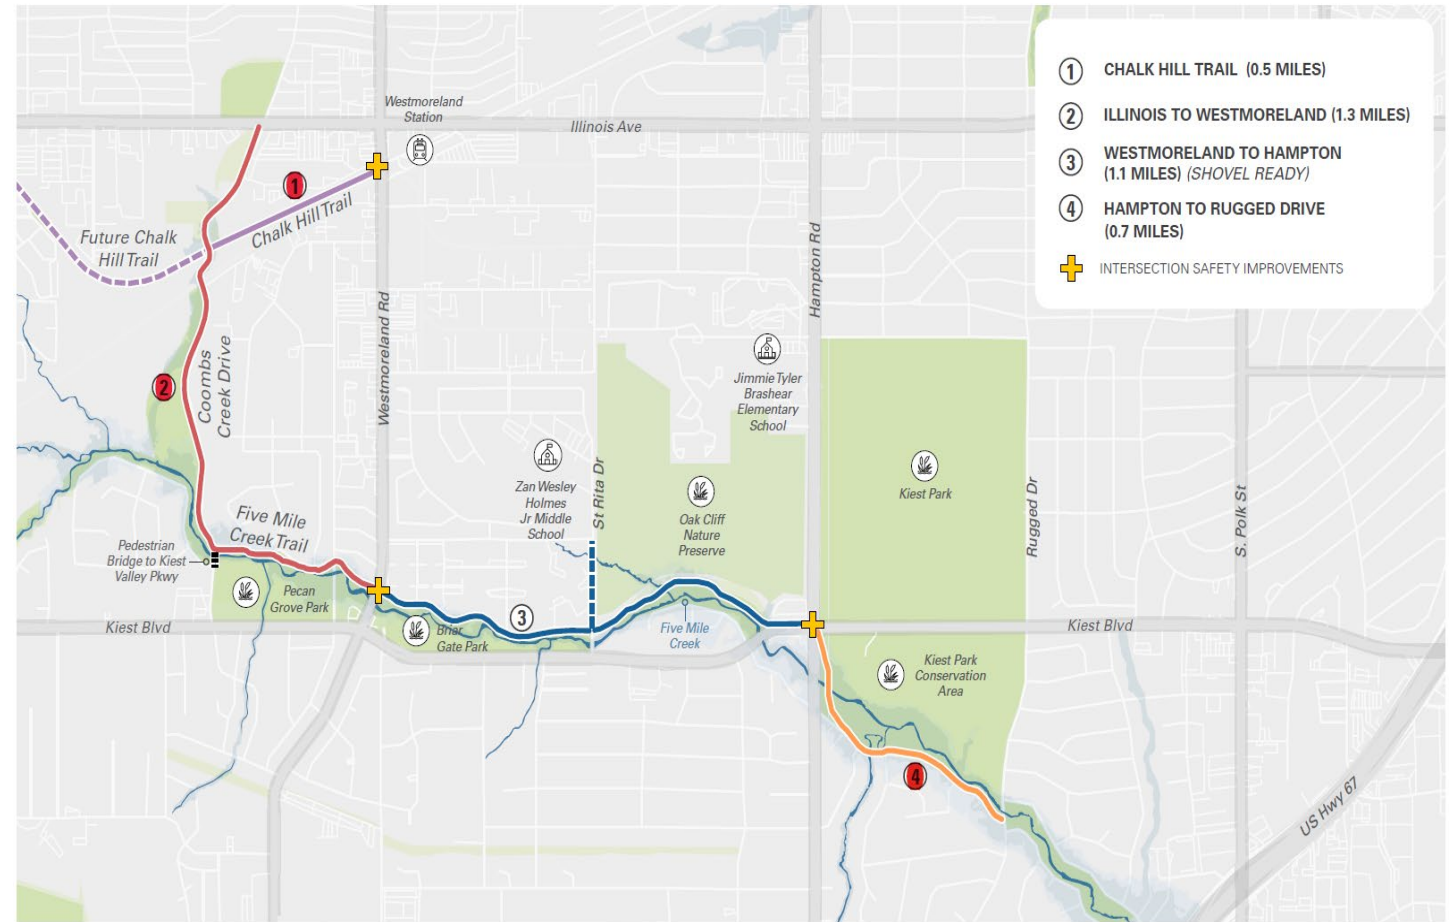 1 CHALK HILL TRAIL (0.5 MILES)
2 ILLINOIS TO WESTMORELAND (1.3 MILES)
3 WESTMORELAND TO HAMPTON
(1.1 MILES) (SHOVEL READY)
4 HAMPTON TO RUGGED DRIVE
(0.7 MILES)
INTERSECTION SAFETY IMPROVEMENTS
Westmoreland
Station
Illinois Ave
1
Chalk Hill Trail
Future Chalk
Hill Trail
Hampton Rd
Westmoreland Rd
2
Coombs
Creek Drive
Jimmie Tyler
Brashear
Elementary
School
Zan Wesley
Holmes
Jr Middle
School
St Rita Dr
Oak Cliff
Nature
Preserve
Kiest Park
Rugged Dr
S. Polk St
Five Mile
Creek Trail
Pedestrian
Bridge to Kiest
Valley Pkwy
Pecan
Grove Park
Kiest Blvd
Briar
Gate Park
3
Five Mile
Creek
Kiest Blvd
Kiest Park
Conservation
Area
4
US Hwy 67